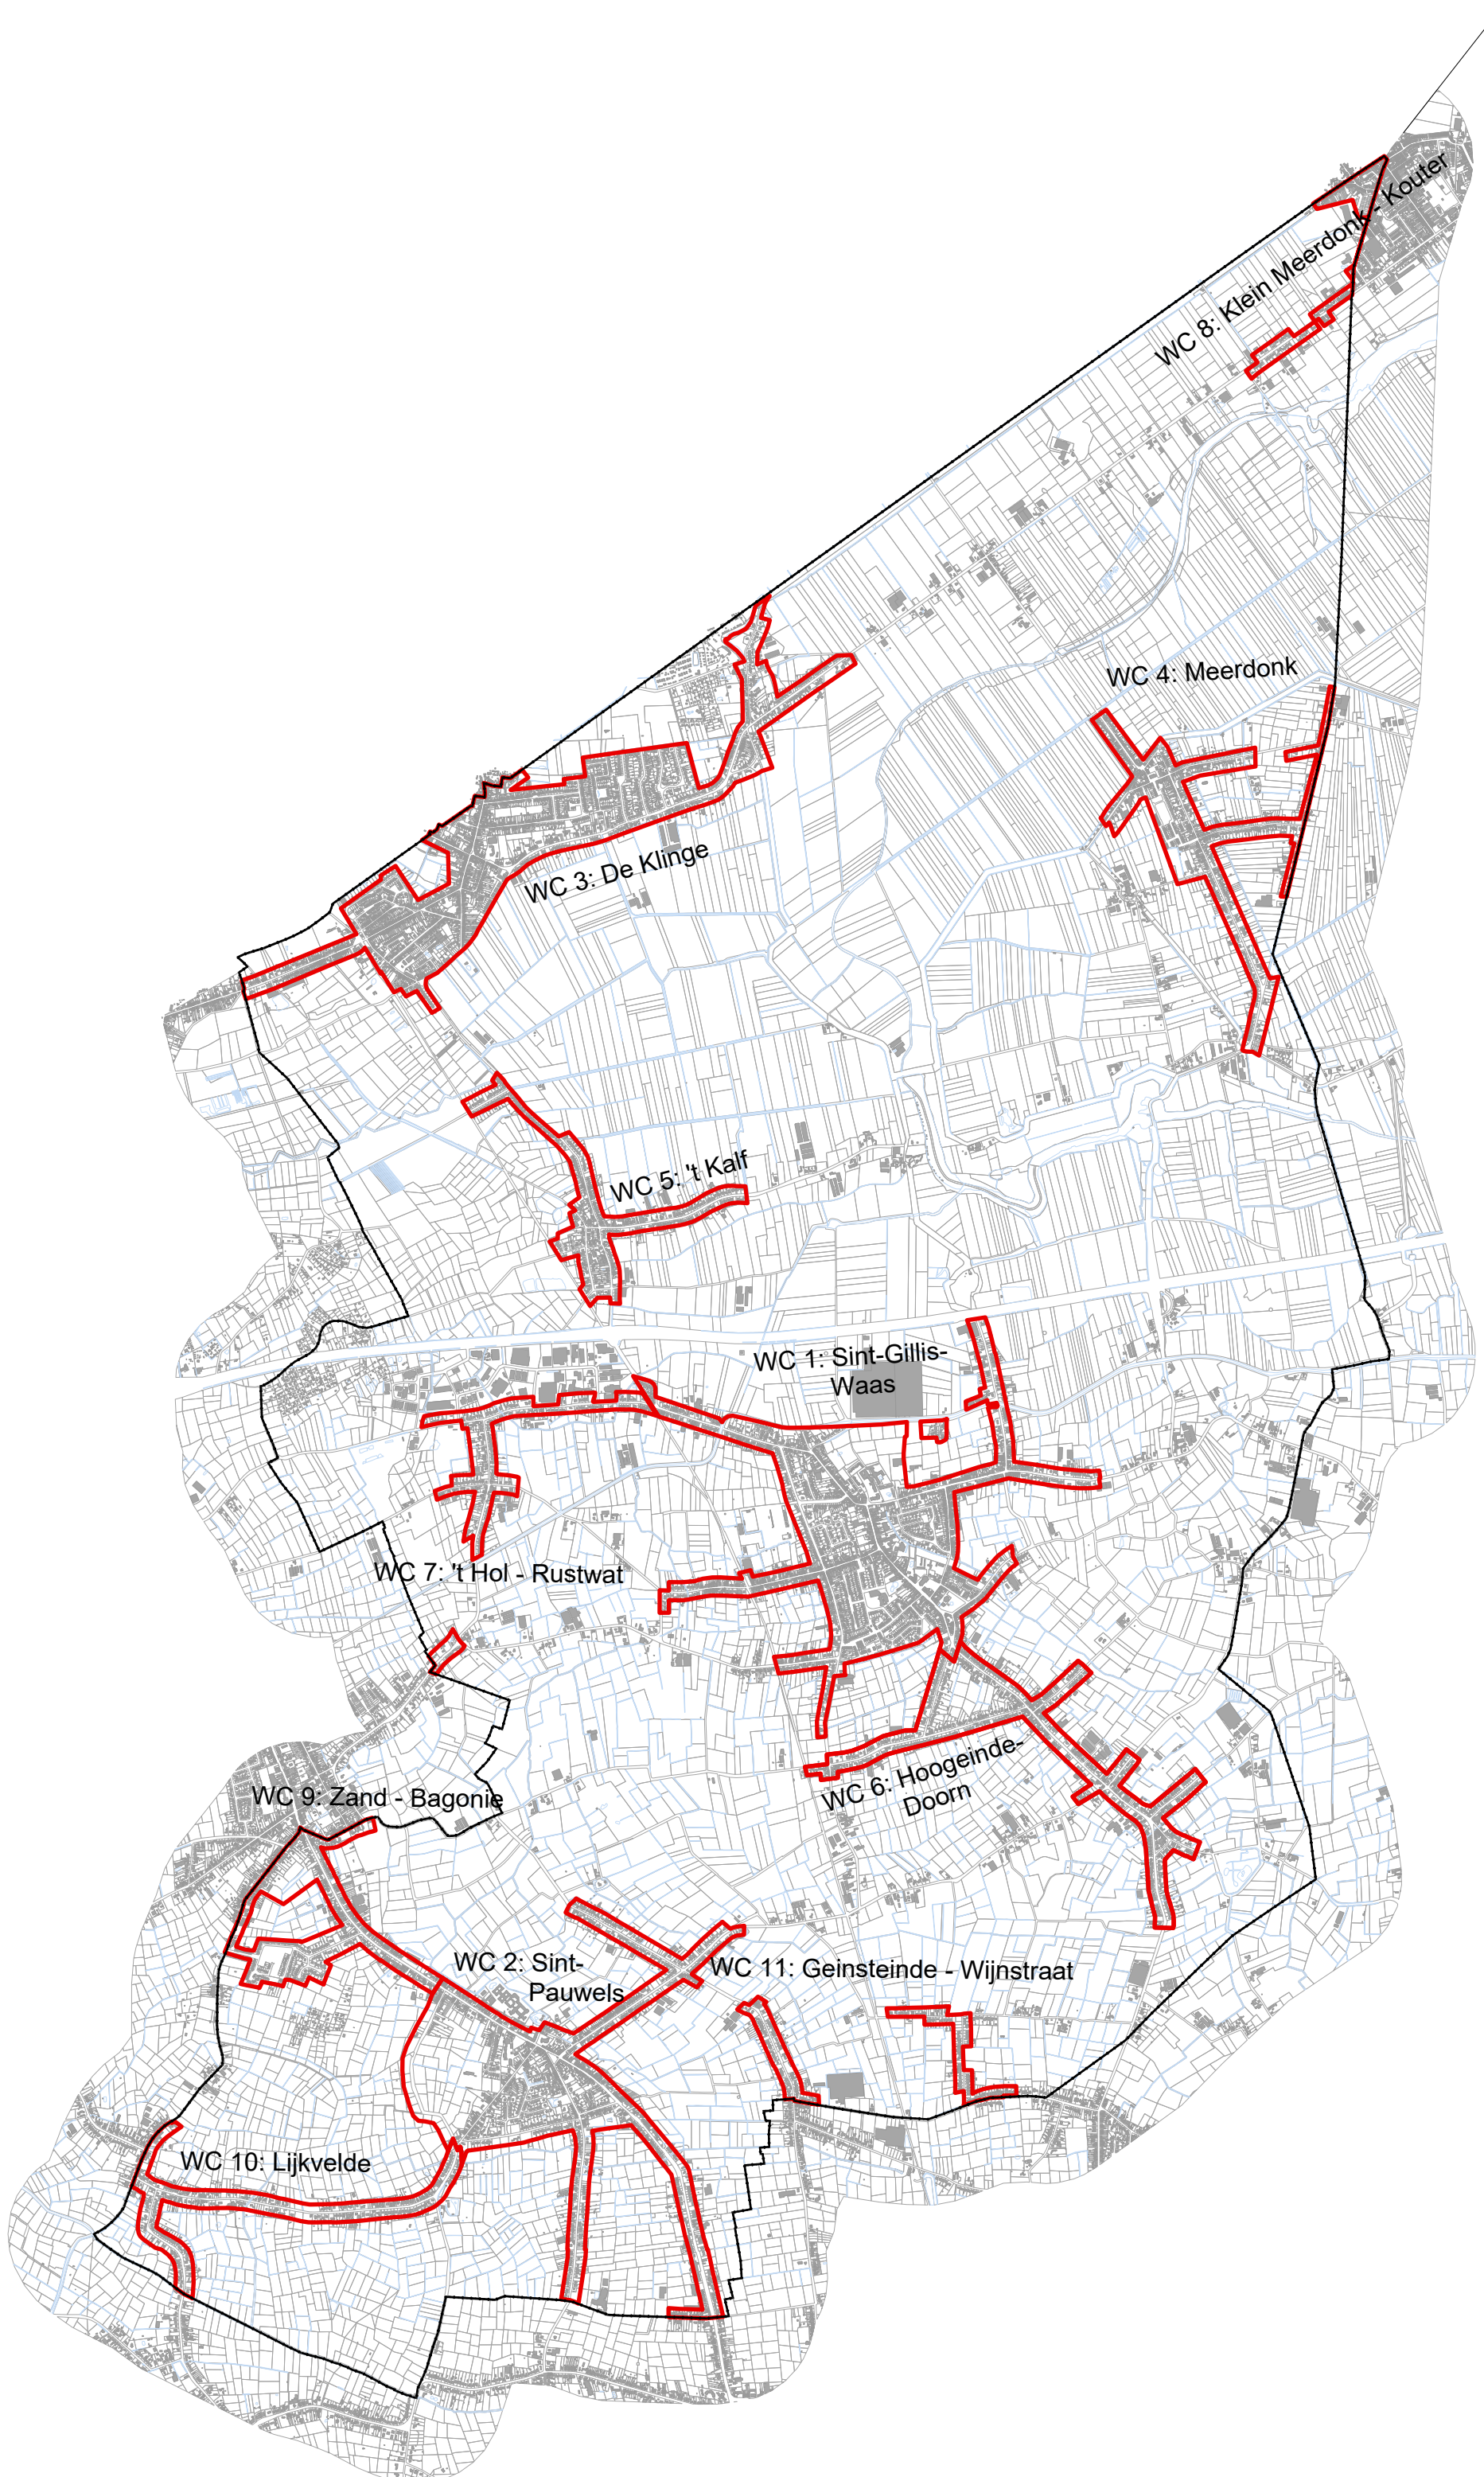 WC 8: Klein Meerdonk - Kouter
WC 4: Meerdonk
WC 3: De Klinge
WC 5: 't Kalf
WC 1: Sint-Gillis-
Waas
WC 7: 't Hol - Rustwat
WC 6: Hoogeinde-
Doorn
WC 9: Zand - Bagonie
WC 2: Sint-
Pauwels
WC 11: Geinsteinde - Wijnstraat
WC 10: Lijkvelde